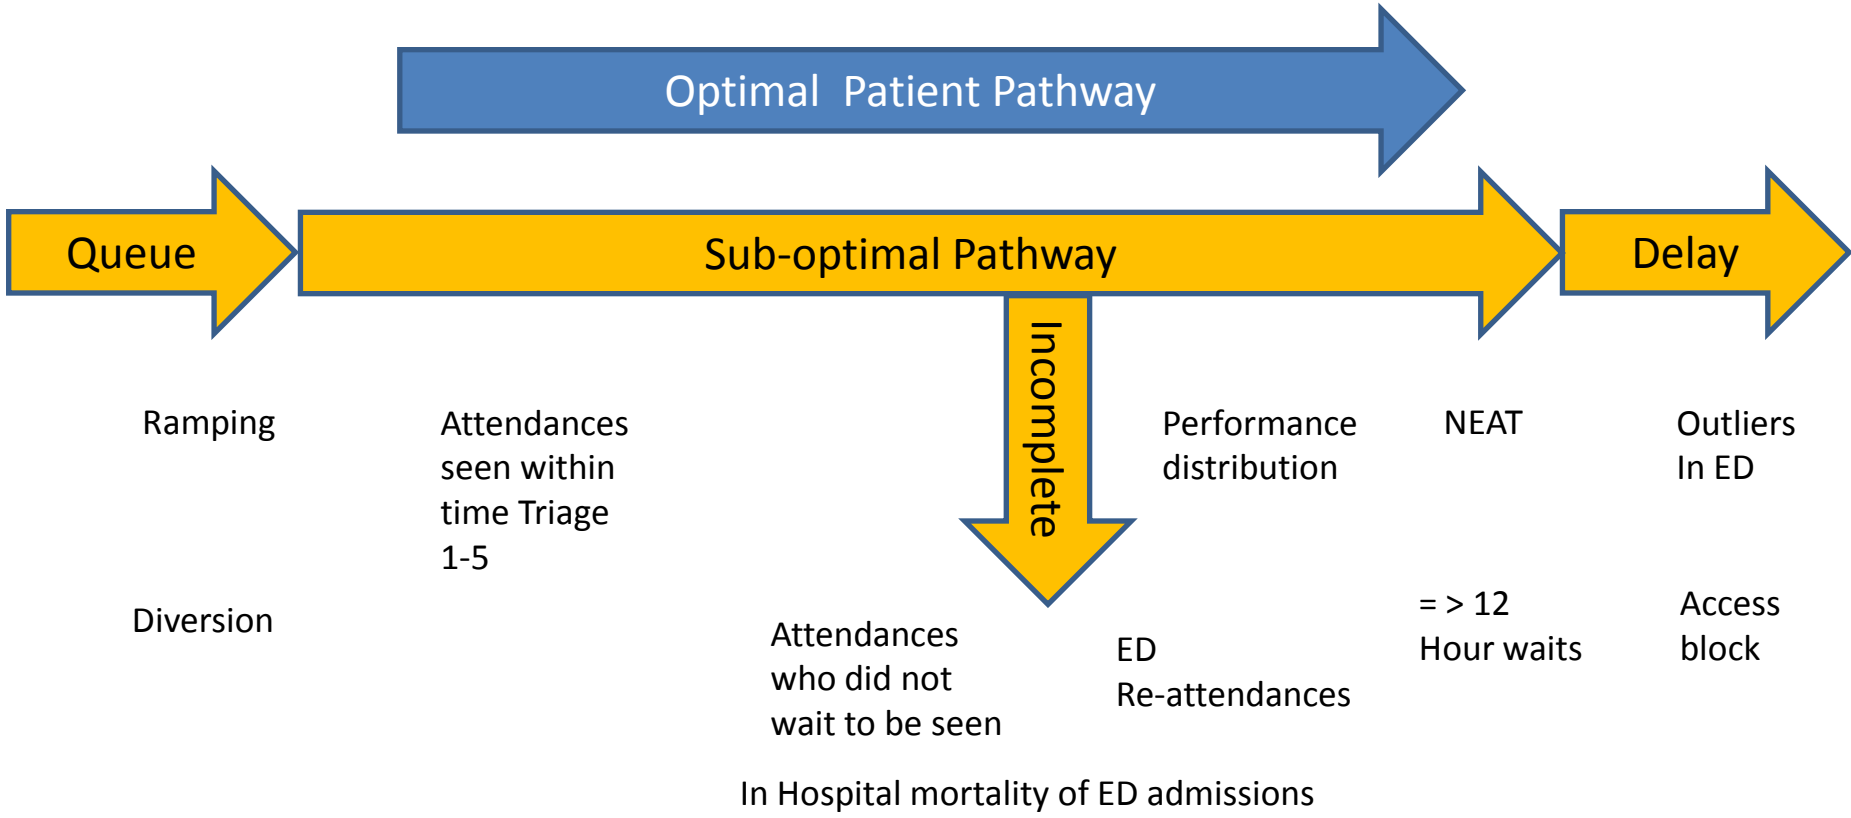 Optimal  Patient Pathway
Queue
Sub-optimal Pathway
Delay
Incomplete
Ramping
Attendances
seen within
time Triage
1-5
Performance
distribution
NEAT
Outliers
In ED
Diversion
Attendances
who did not
wait to be seen
ED
Re-attendances
= > 12
Hour waits
Access
block
In Hospital mortality of ED admissions